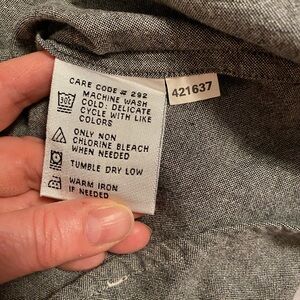 CARE CODE # 292
MACHINE WASH
COLD: DELICATE
CYCLE WITH LIKE
COLORS
ONLY NON
CHLORINE BLEACH
WHEN NEEDED
TUMBLE DRY LOW
WARM IRON
IF NEEDED
421637